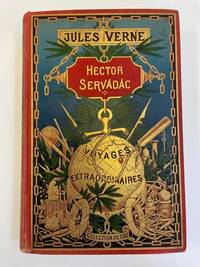 JULES VERNE
HECTOR
SERVADAC
VOYAGES
EXTRAORDINAIRES
COLLECTION HETZEL